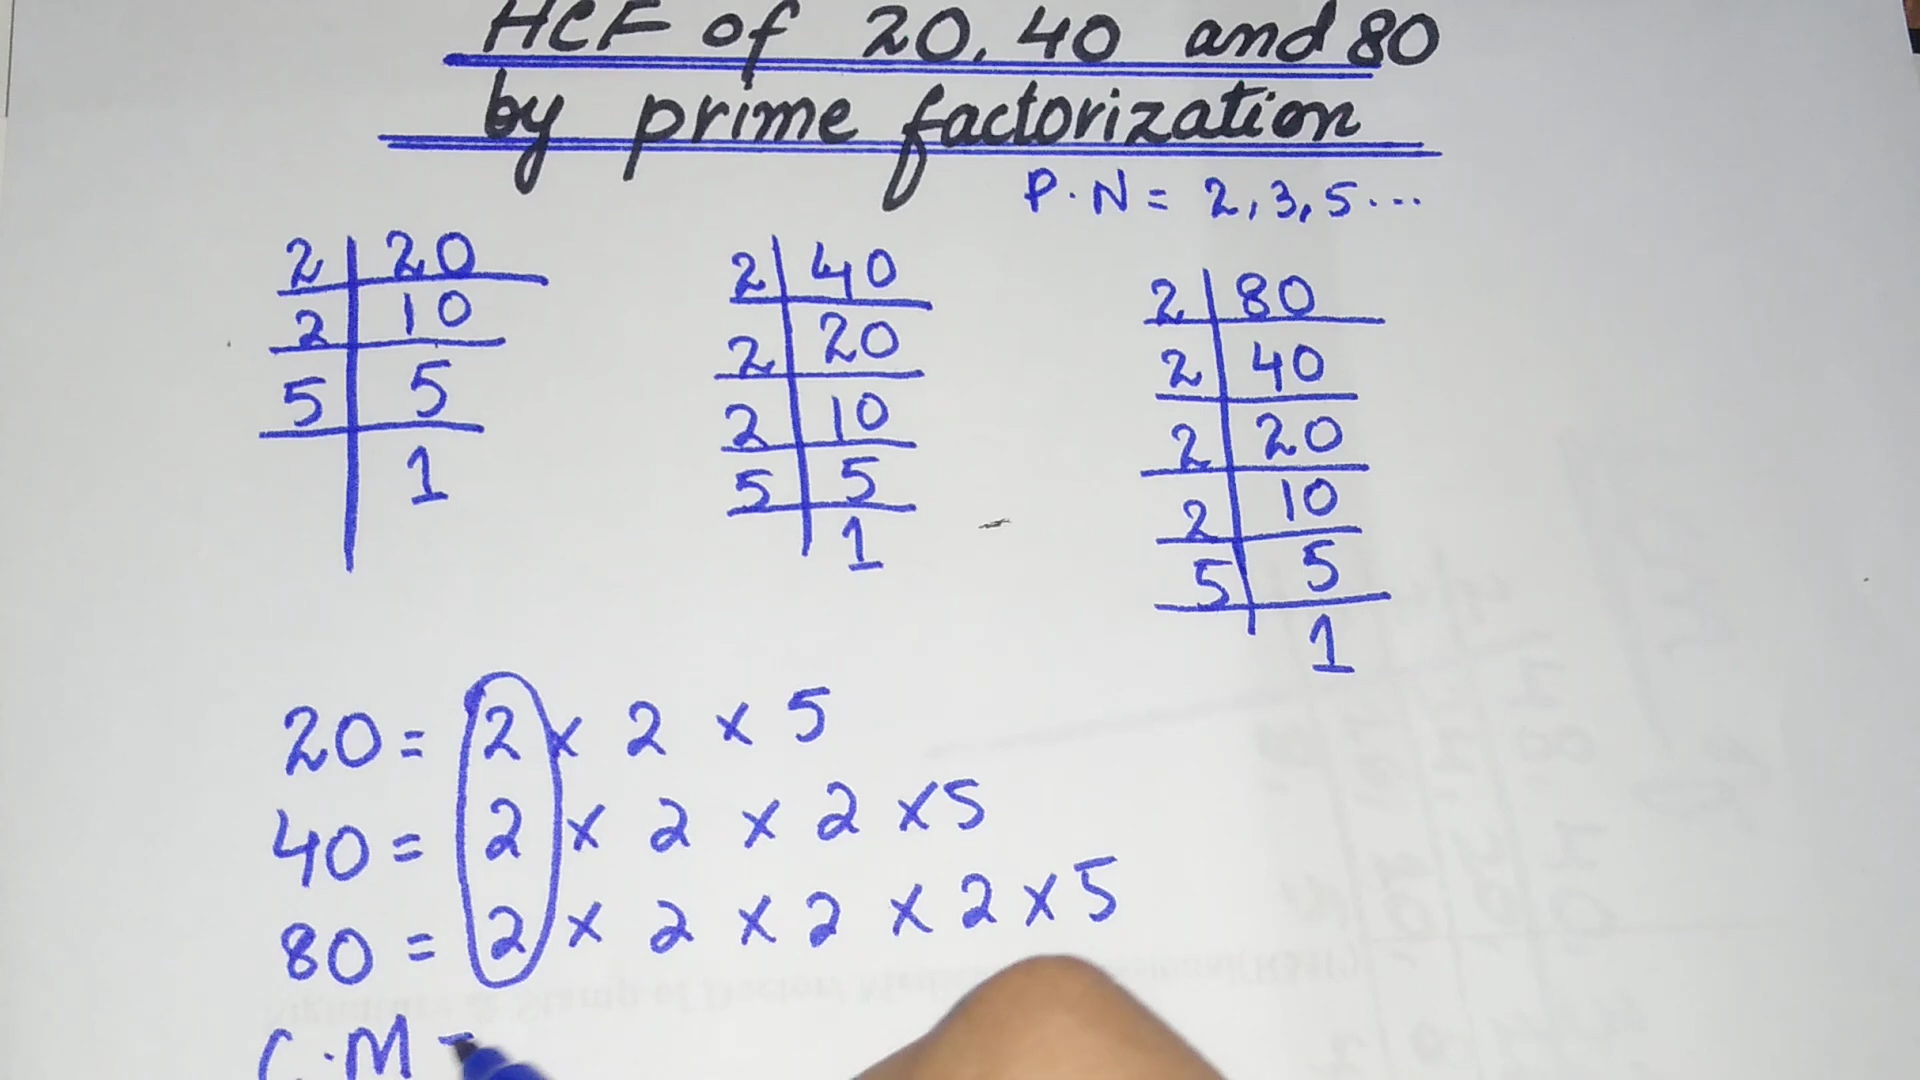 HCF of 20, 40 and 80
by prime factorization
P.N = 2, 3, 5...
2 | 20
2 | 10
5 | 5
1
2 | 40
2 | 20
2 | 10
5 | 5
1
2 | 80
2 | 40
2 | 20
2 | 10
5 | 5
1
20 = 2 × 2 × 5
40 = 2 × 2 × 2 × 5
80 = 2 × 2 × 2 × 2 × 5
C.M =